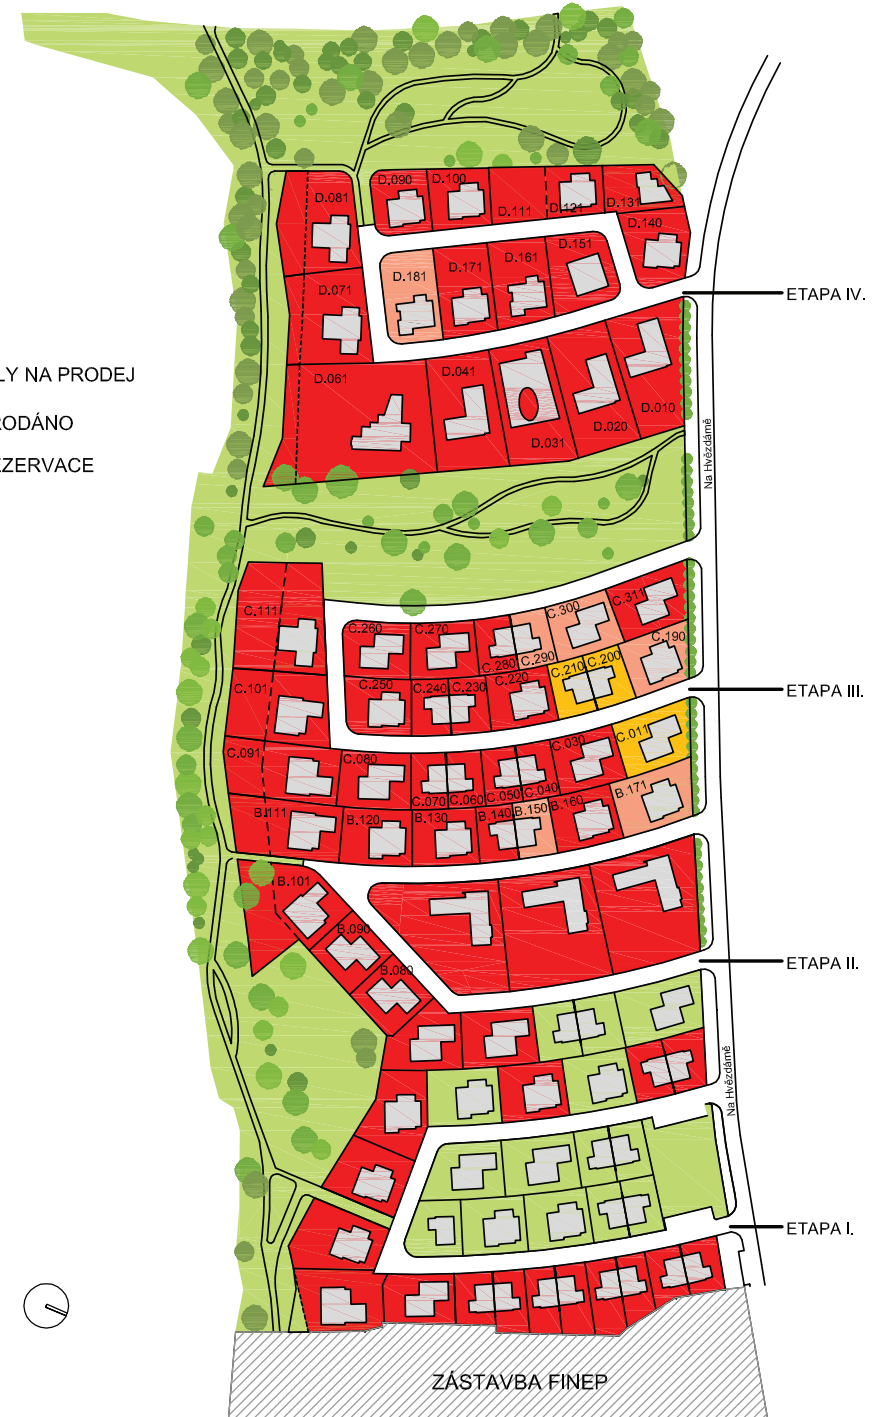 D.081
D.090
D.100
D.111
D.121
D.131
D.140
D.181
D.171
D.161
D.151
D.071
ETAPA IV.
D.061
D.041
D.031
D.020
D.010
LY NA PRODEJ
RODÁNO
EZERVACE
Na Hvězdárně
C.111
C.260
C.270
C.280
C.290
C.300
C.311
C.190
C.101
C.250
C.240
C.230
C.220
C.210
C.200
ETAPA III.
C.091
C.080
C.070
C.060
C.050
C.040
C.030
C.011
B.111
B.120
B.130
B.140
B.150
B.160
B.171
B.101
B.090
B.080
ETAPA II.
Na Hvězdárně
ETAPA I.
ZÁSTAVBA FINEP